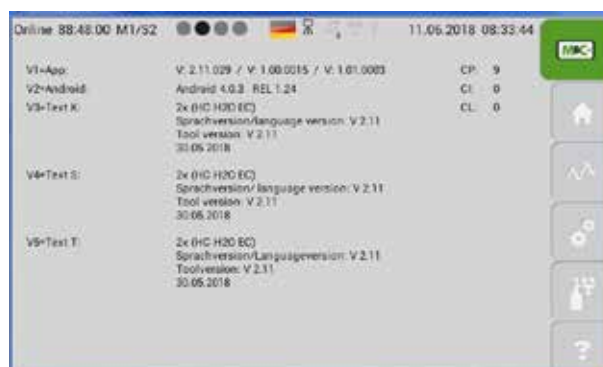 Online 88:48:00 M1/S2 11.06.2018 08:33:44
MPC
V1=App: V: 2.11.029 / V: 1.00.0015 / V: 1.01.0003 CP: 9
V2=Android: Android 4.0.3 REL 1.24 CI: 0
V3=Text K: 2x (HC H2O EC) CL: 0
Sprachversion/language version: V 2.11
Tool version: V 2.11
30.05.2018
V4=Text S: 2x (HC H2O EC)
Sprachversion/ language version: V 2.11
Tool version: V 2.11
30.05.2018
V5=Text T: 2x (HC H2O EC)
Sprachversion/Languageversion: V 2.11
Toolversion: V 2.11
30.05.2018
?